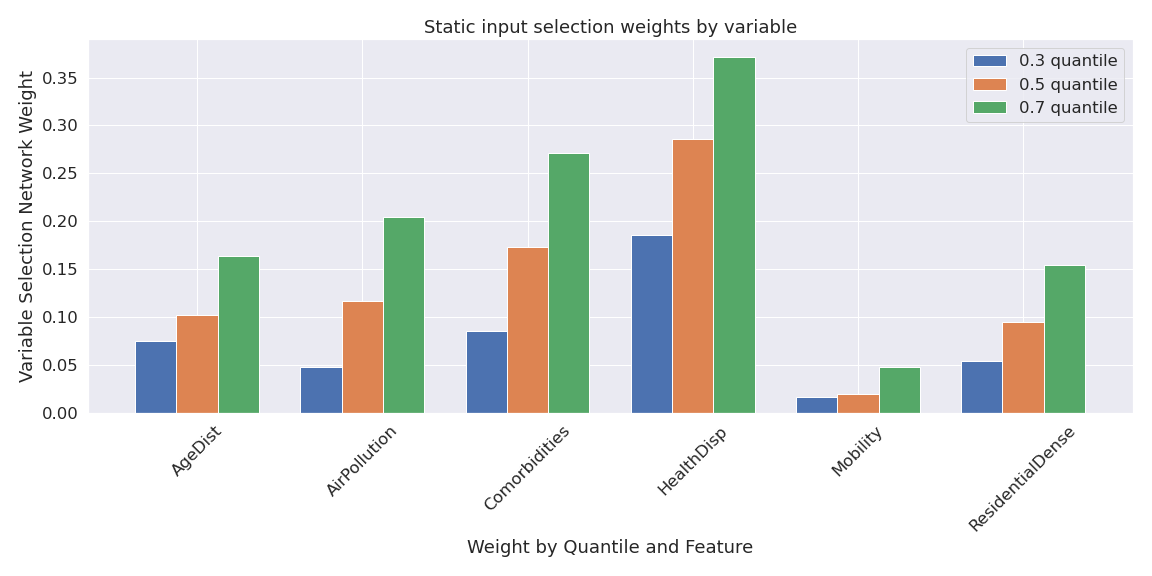 Static input selection weights by variable
0.3 quantile
0.5 quantile
0.7 quantile
Variable Selection Network Weight
0.35
0.30
0.25
0.20
0.15
0.10
0.05
0.00
AgeDist
AirPollution
Comorbidities
HealthDisp
Mobility
ResidentialDense
Weight by Quantile and Feature